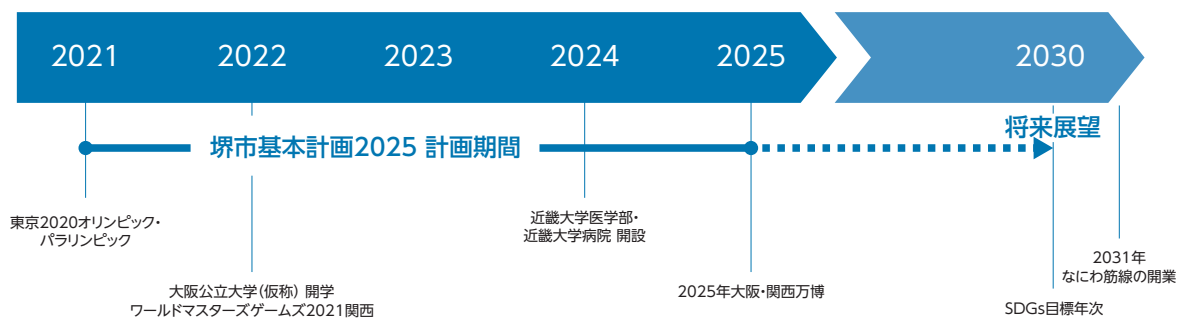 2021 2022 2023 2024 2025 2030
将来展望
堺市基本計画2025 計画期間
東京2020オリンピック・
パラリンピック
近畿大学医学部・
近畿大学病院 開設
2031年
なにわ筋線の開業
大阪公立大学(仮称) 開学
ワールドマスターズゲームズ2021関西
2025年大阪・関西万博
SDGs目標年次